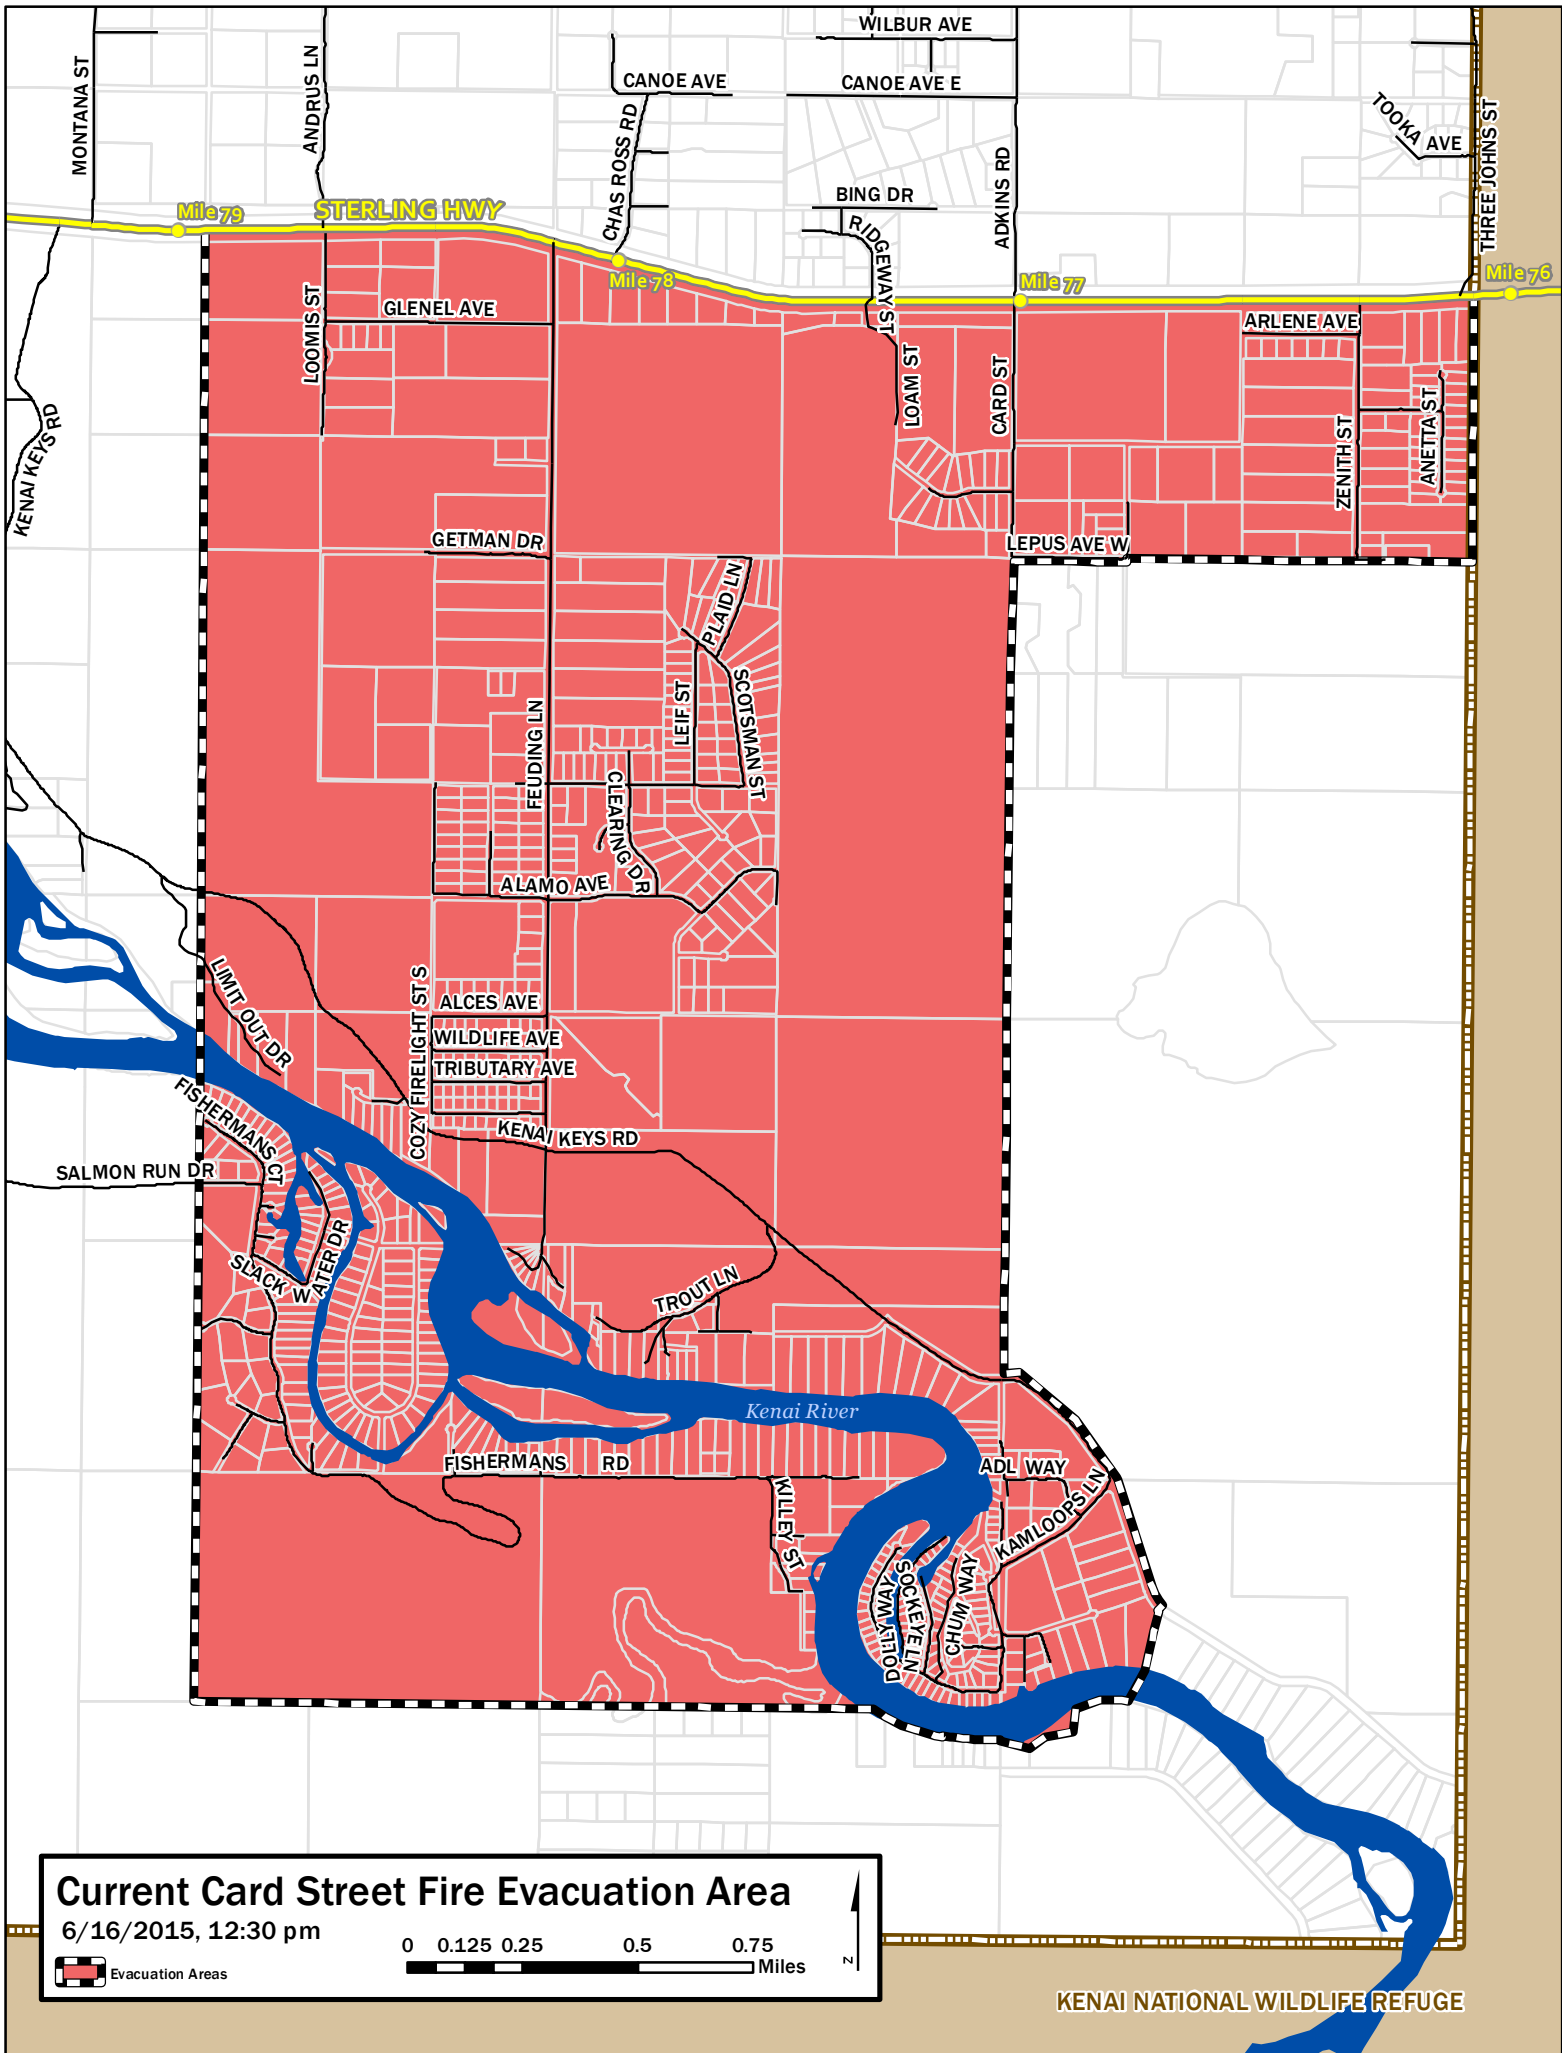 WILBUR AVE
CANOE AVE
CANOE AVE E
MONTANA ST
ANDRUS LN
CHAS ROSS RD
TOOKA AVE
THREE JOHNS ST
ADKINS RD
BING DR
RIDGEWAY ST
Mile 79
STERLING HWY
Mile 78
Mile 77
Mile 76
GLENEL AVE
LOOMIS ST
ARLENE AVE
LOAM ST
CARD ST
ANETTA ST
ZENITH ST
KENAI KEYS RD
GETMAN DR
LEPUS AVE W
PLAID LN
LEIF ST
SCOTSMAN ST
FEUDING LN
CLEARING DR
ALAMO AVE
LIMIT OUT DR
COZY FIRELIGHT ST S
ALCES AVE
WILDLIFE AVE
TRIBUTARY AVE
FISHERMANS CT
KENAI KEYS RD
SALMON RUN DR
SLACK WATER DR
TROUT LN
Kenai River
FISHERMANS RD
ADL WAY
KILLEY ST
KAMLOOPS LN
DOLLY WAY
SOCKEYE LN
CHUM WAY
Current Card Street Fire Evacuation Area
6/16/2015, 12:30 pm
0 0.125 0.25 0.5 0.75
Miles
Evacuation Areas
Z
KENAI NATIONAL WILDLIFE REFUGE